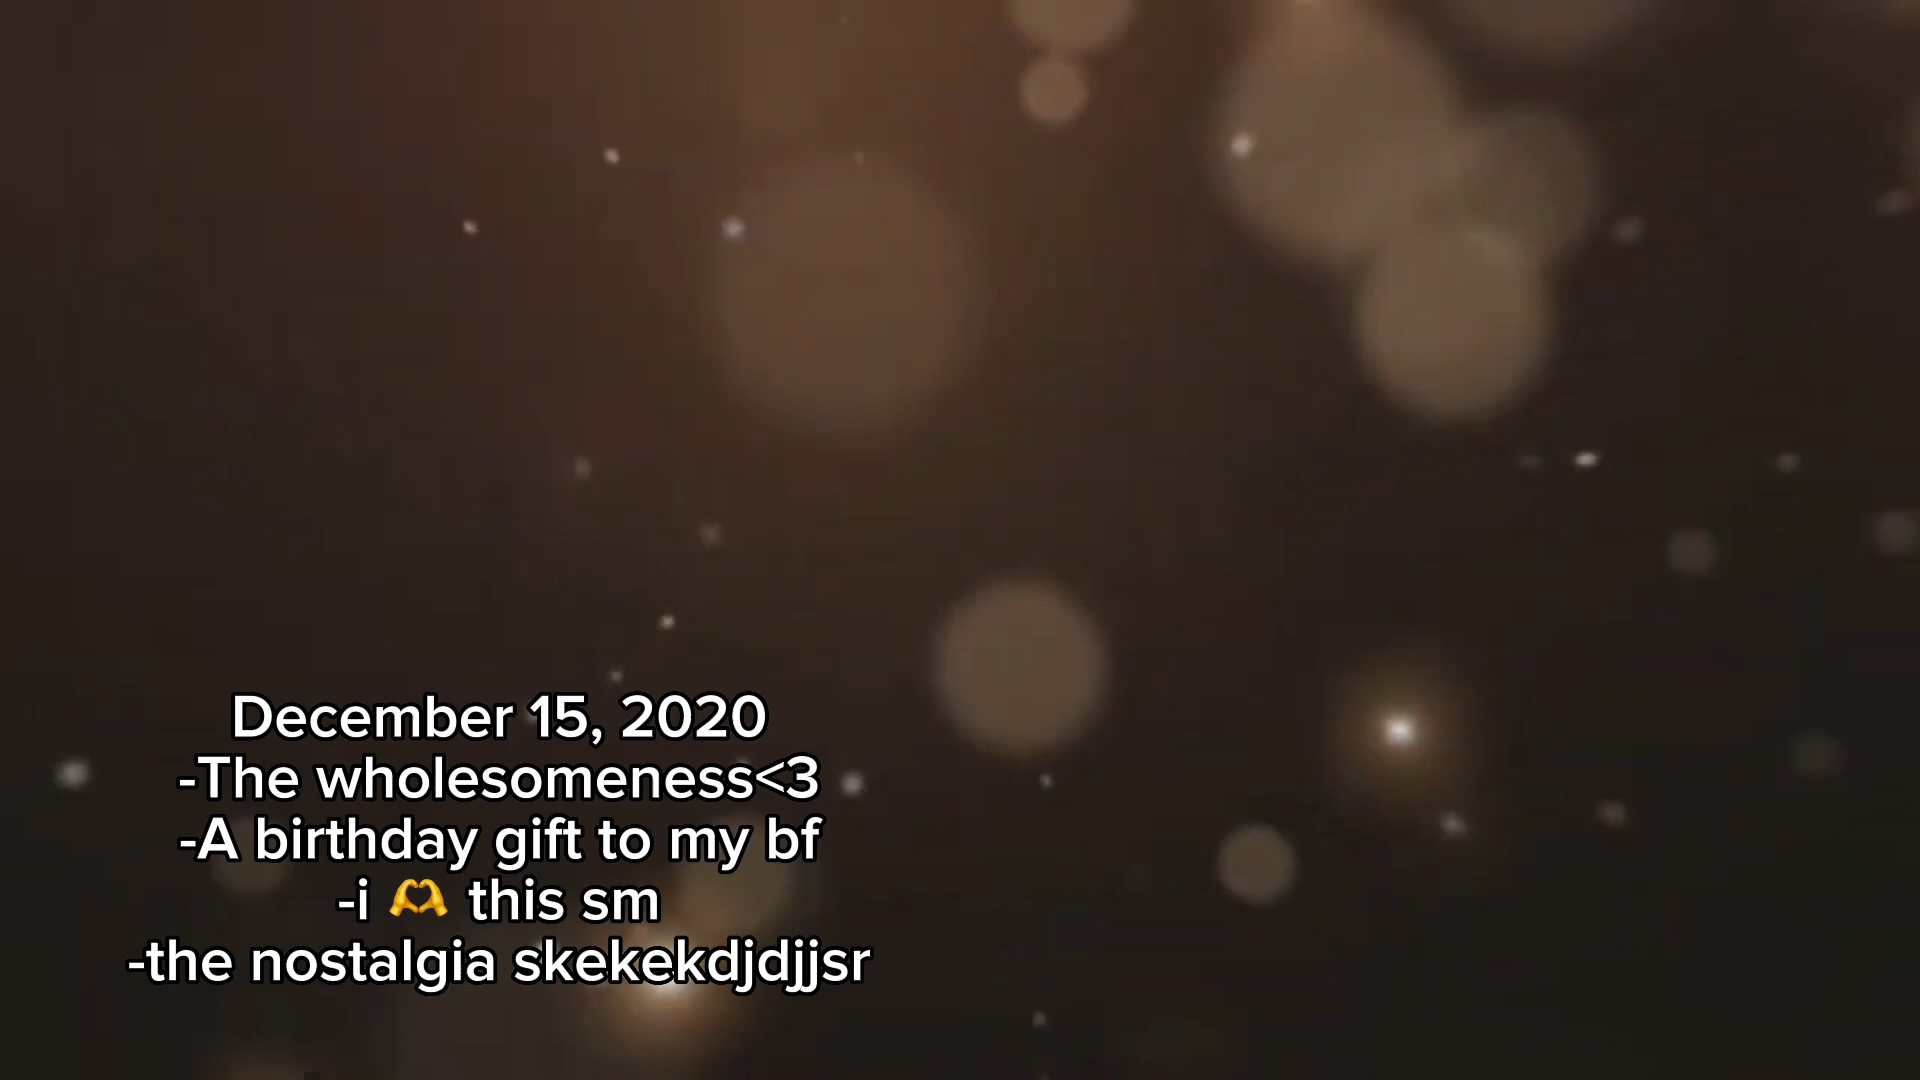 December 15, 2020
-The wholesomeness<3
-A birthday gift to my bf
-i 🫶 this sm
-the nostalgia skekekdjdjjsr